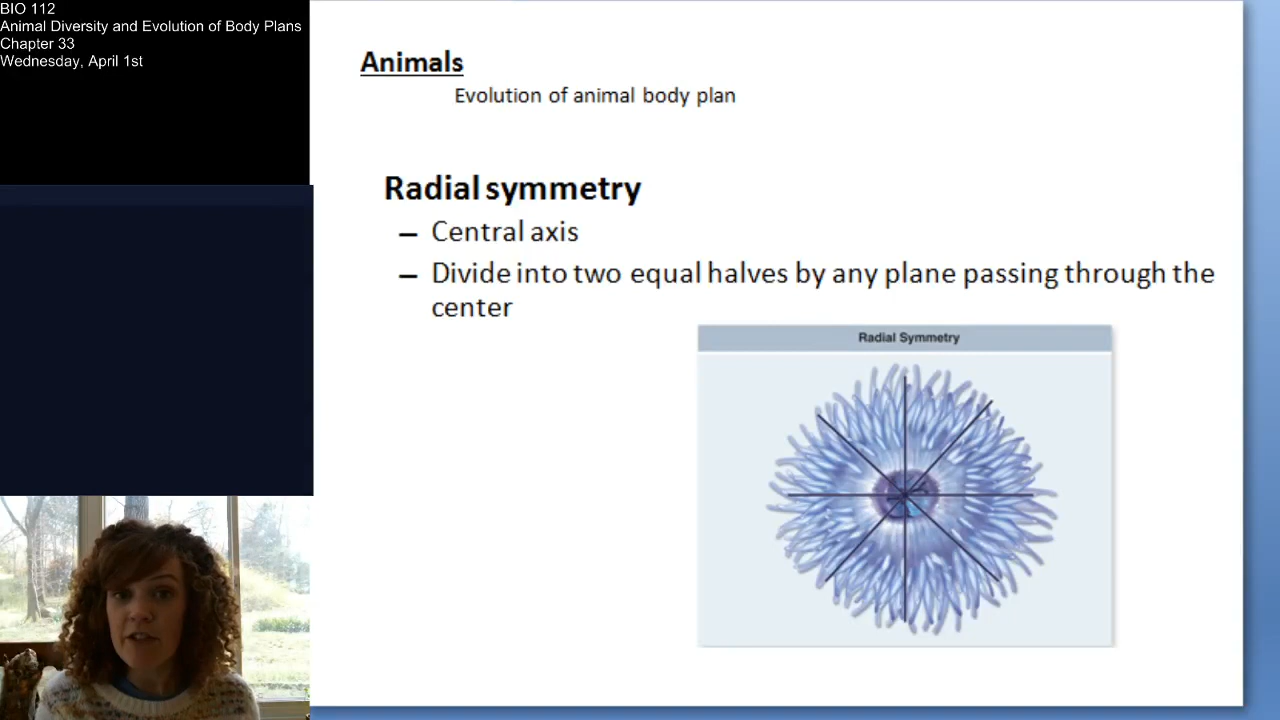 BIO 112
Animal Diversity and Evolution of Body Plans
Chapter 33
Wednesday, April 1st
Animals
Evolution of animal body plan
Radial symmetry
– Central axis
– Divide into two equal halves by any plane passing through the
center
Radial Symmetry